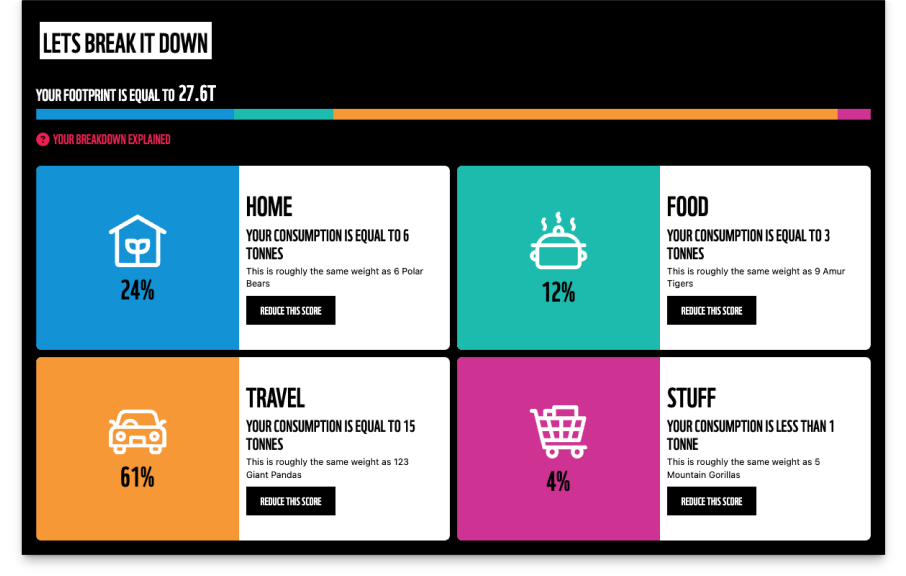 LETS BREAK IT DOWN
YOUR FOOTPRINT IS EQUAL TO 27.6T
? YOUR BREAKDOWN EXPLAINED
24%
HOME
YOUR CONSUMPTION IS EQUAL TO 6
TONNES
This is roughly the same weight as 6 Polar
Bears
REDUCE THIS SCORE
12%
FOOD
YOUR CONSUMPTION IS EQUAL TO 3
TONNES
This is roughly the same weight as 9 Amur
Tigers
REDUCE THIS SCORE
61%
TRAVEL
YOUR CONSUMPTION IS EQUAL TO 15
TONNES
This is roughly the same weight as 123
Giant Pandas
REDUCE THIS SCORE
4%
STUFF
YOUR CONSUMPTION IS LESS THAN 1
TONNE
This is roughly the same weight as 5
Mountain Gorillas
REDUCE THIS SCORE